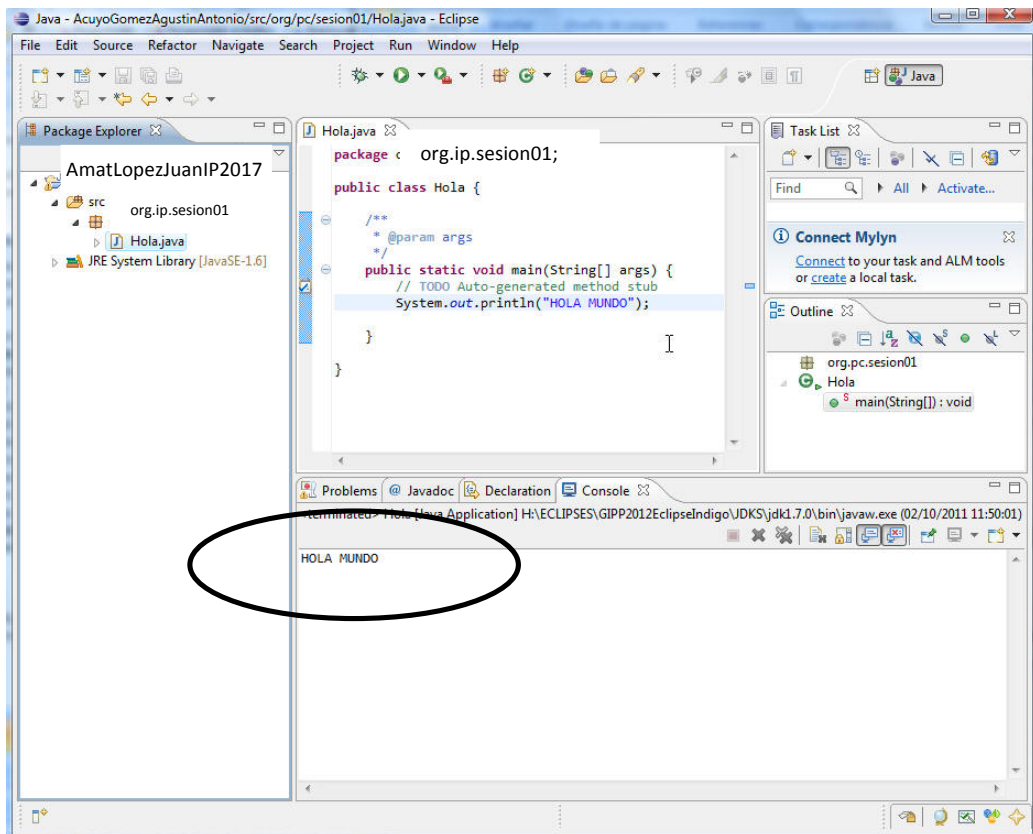 Java - AcuyoGomezAgustinAntonio/src/org/pc/sesion01/Hola.java - Eclipse
File Edit Source Refactor Navigate Search Project Run Window Help
Java
Package Explorer
AmatLopezJuanIP2017
src
org.ip.sesion01
Hola.java
JRE System Library [JavaSE-1.6]
Hola.java
package org.ip.sesion01;
public class Hola {
/**
* @param args
*/
public static void main(String[] args) {
// TODO Auto-generated method stub
System.out.println("HOLA MUNDO");
}
}
Task List
Find All Activate...
Connect Mylyn
Connect to your task and ALM tools
or create a local task.
Outline
org.pc.sesion01
Hola
main(String[]) : void
Problems Javadoc Declaration Console
<terminated> Hola [Java Application] H:\ECLIPSES\GIPP2012EclipseIndigo\JDKS\jdk1.7.0\bin\javaw.exe (02/10/2011 11:50:01)
HOLA MUNDO